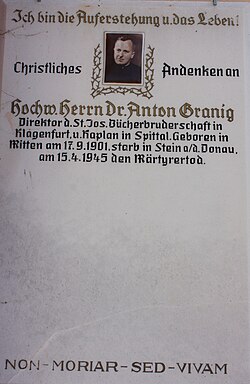 Ich bin die Auferstehung u. das Leben!
Christliches Andenken an
Hochw. Herrn Dr. Anton Granig
Direktor d. St. Jos. Bücherbruderschaft in
Klagenfurt, u. Kaplan in Spittal. Geboren in
Mitten am 17.9.1901, starb in Stein a/d. Donau,
am 15.4.1945 den Märtyrertod.
NON-MORIAR-SED-VIVAM